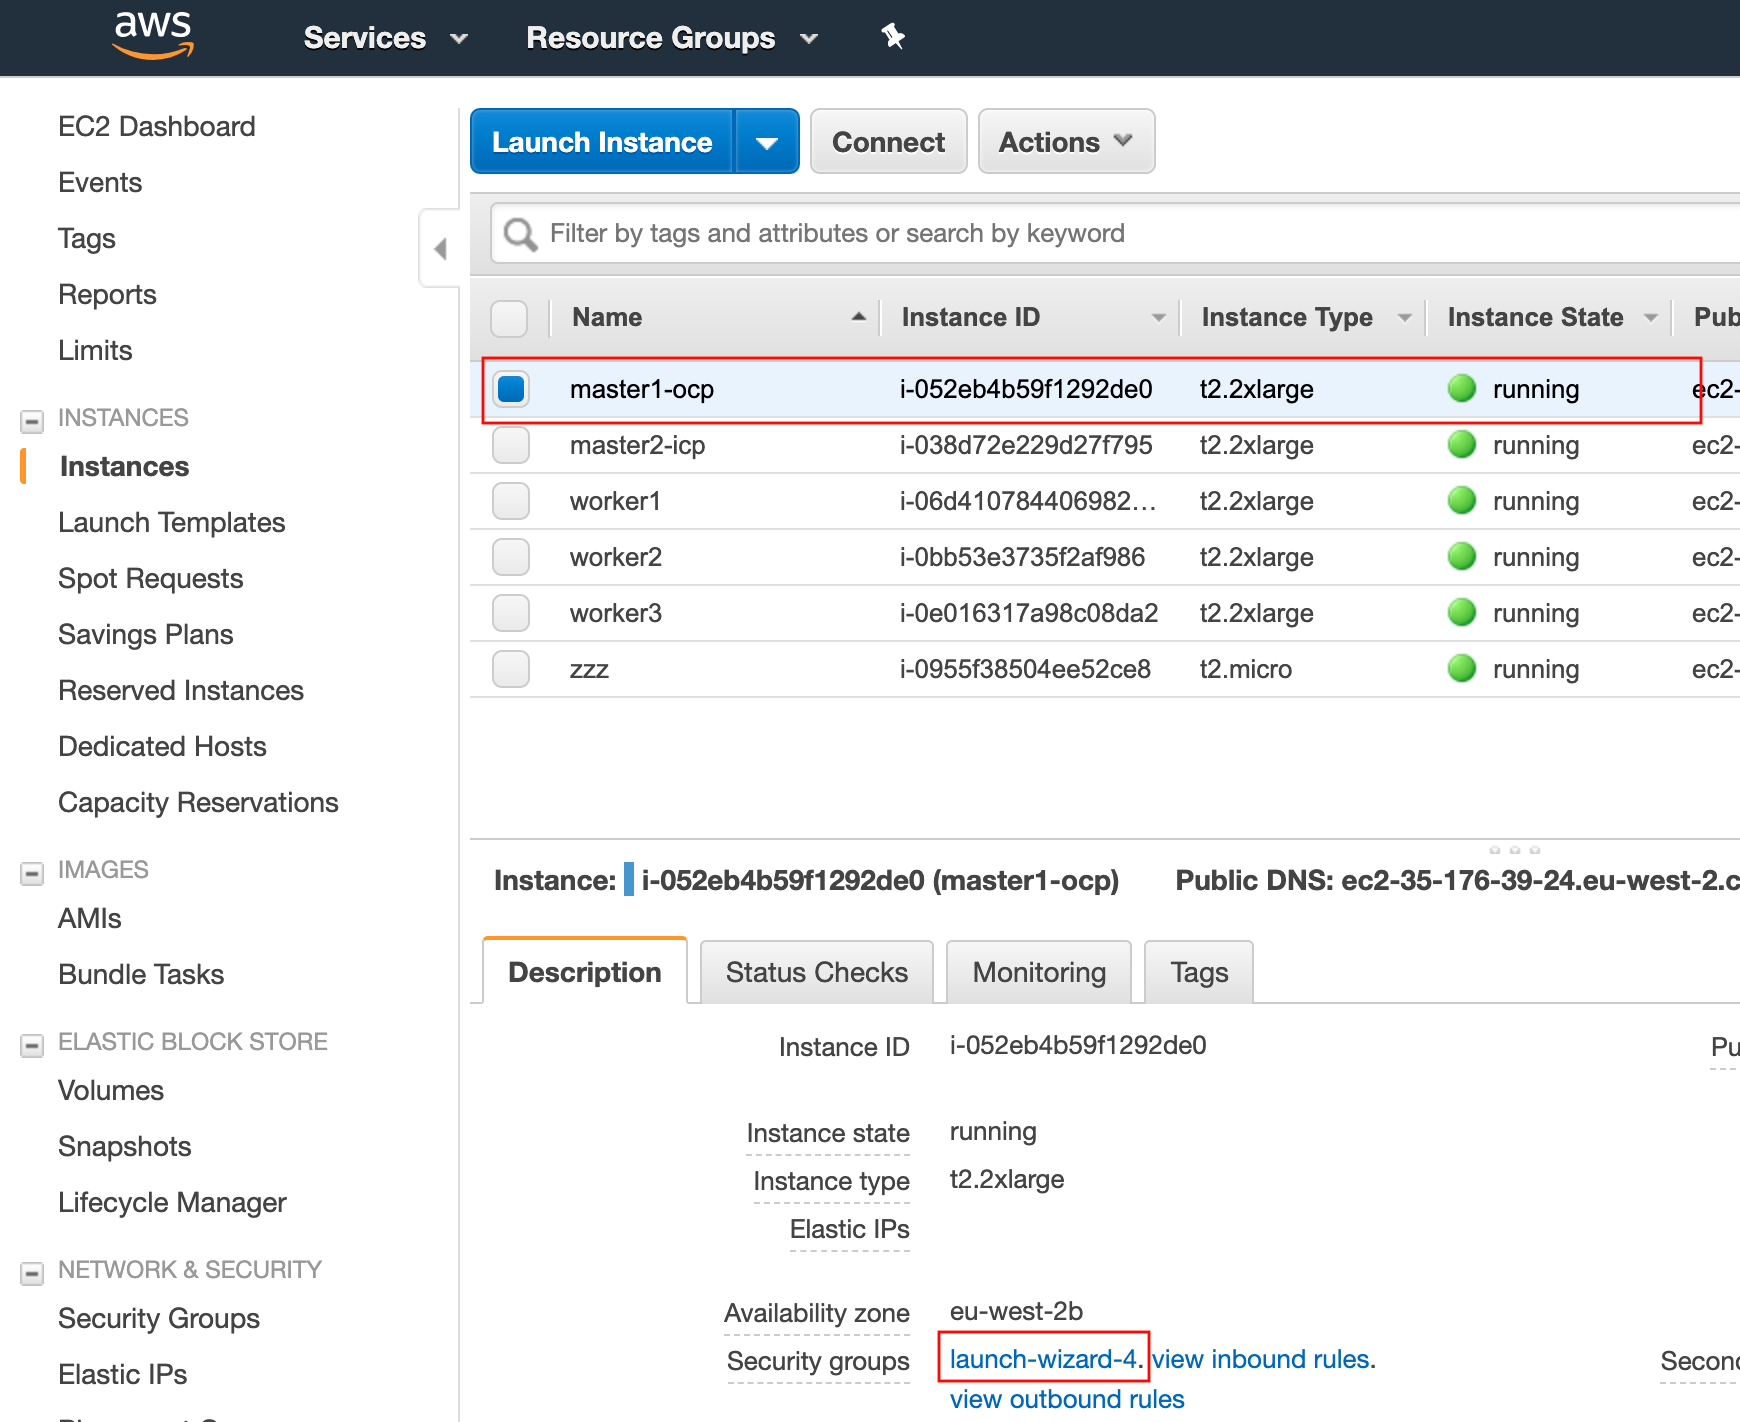 aws Services Resource Groups
EC2 Dashboard
Events
Tags
Reports
Limits
INSTANCES
Instances
Launch Templates
Spot Requests
Savings Plans
Reserved Instances
Dedicated Hosts
Capacity Reservations
IMAGES
AMIs
Bundle Tasks
ELASTIC BLOCK STORE
Volumes
Snapshots
Lifecycle Manager
NETWORK & SECURITY
Security Groups
Elastic IPs
Launch Instance Connect Actions
Filter by tags and attributes or search by keyword
Name Instance ID Instance Type Instance State Pub
master1-ocp i-052eb4b59f1292de0 t2.2xlarge running ec2-
master2-icp i-038d72e229d27f795 t2.2xlarge running ec2-
worker1 i-06d410784406982... t2.2xlarge running ec2-
worker2 i-0bb53e3735f2af986 t2.2xlarge running ec2-
worker3 i-0e016317a98c08da2 t2.2xlarge running ec2-
zzz i-0955f38504ee52ce8 t2.micro running ec2-
Instance: i-052eb4b59f1292de0 (master1-ocp) Public DNS: ec2-35-176-39-24.eu-west-2.c
Description Status Checks Monitoring Tags
Instance ID i-052eb4b59f1292de0 Pu
Instance state running
Instance type t2.2xlarge
Elastic IPs
Availability zone eu-west-2b
Security groups launch-wizard-4. view inbound rules. Secon
view outbound rules